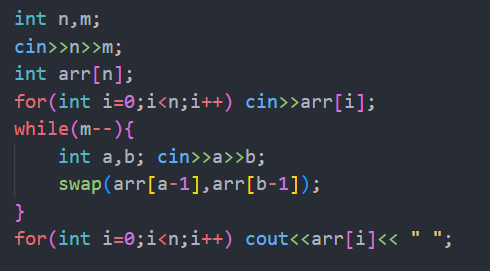 int n,m;
cin>>n>>m;
int arr[n];
for(int i=0;i<n;i++) cin>>arr[i];
while(m--){
    int a,b; cin>>a>>b;
    swap(arr[a-1],arr[b-1]);
}
for(int i=0;i<n;i++) cout<<arr[i]<< " ";